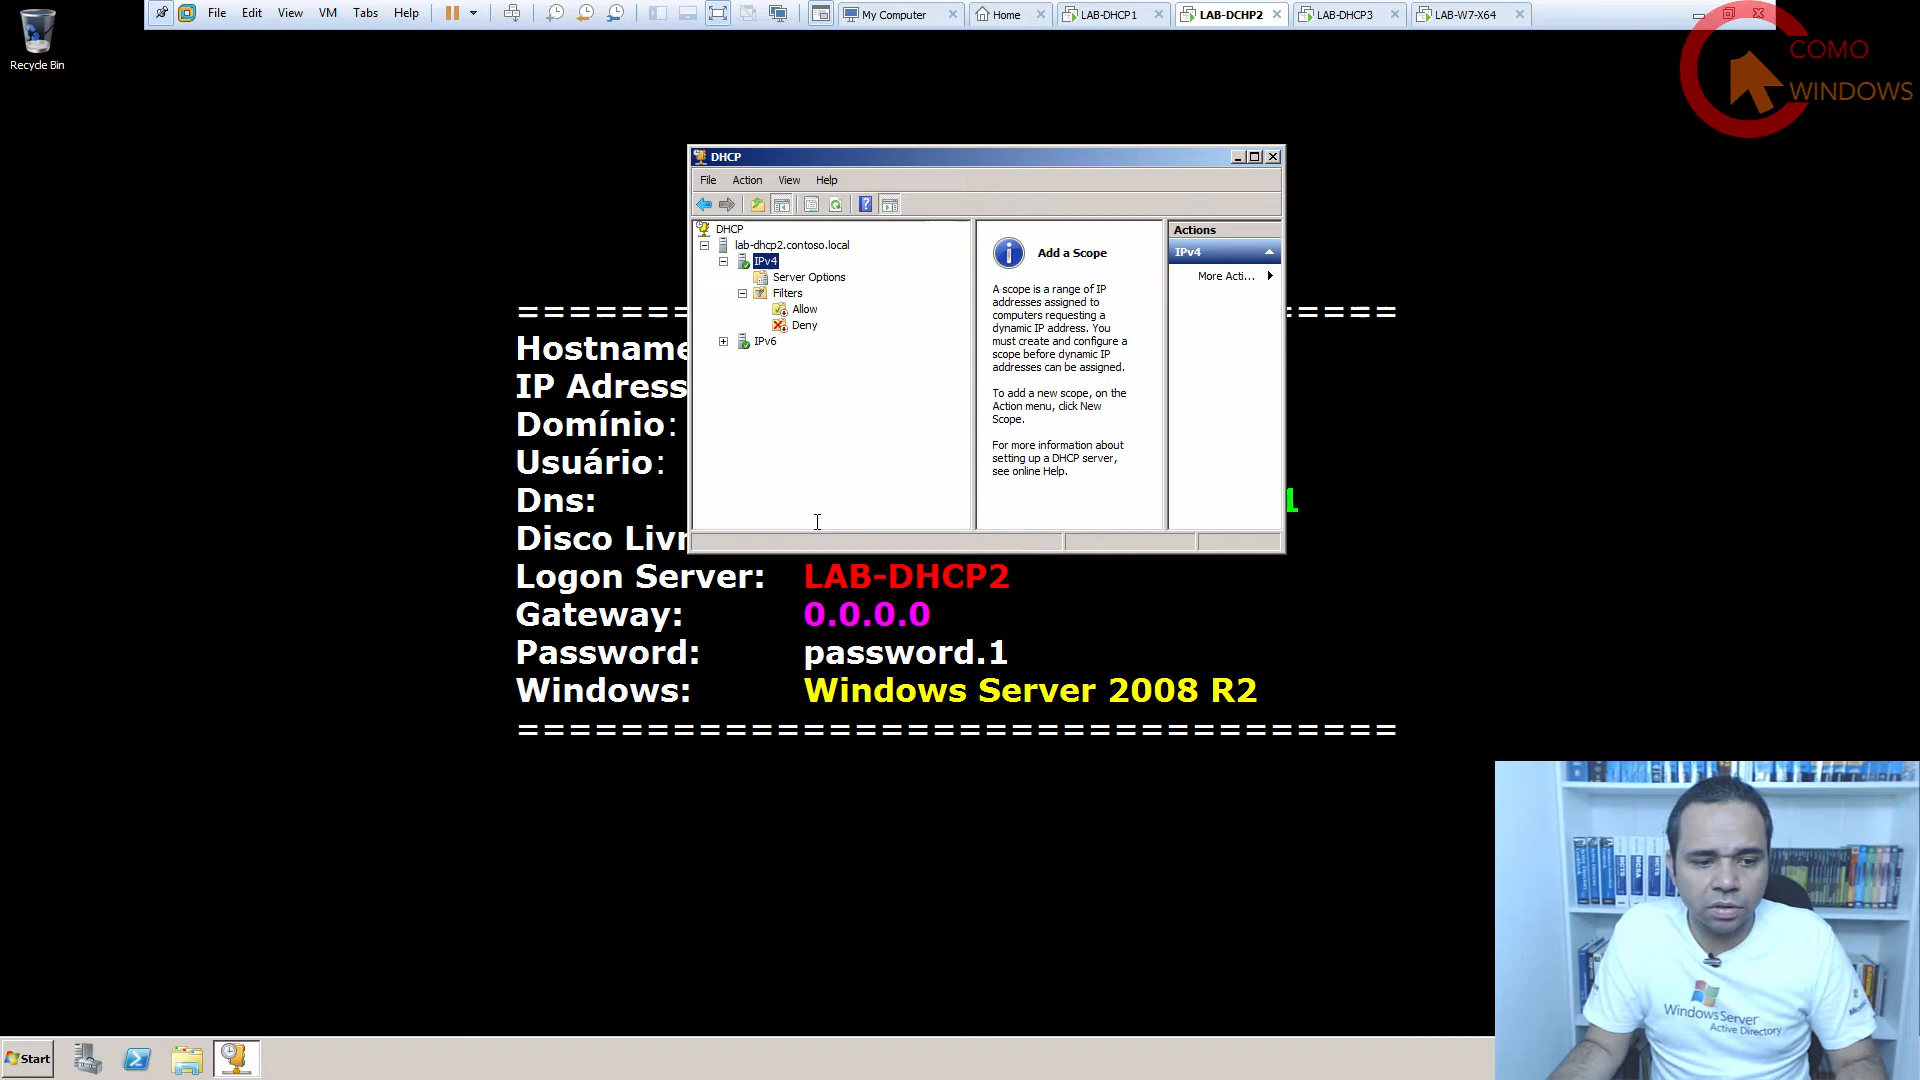 File Edit View VM Tabs Help
My Computer
Home
LAB-DHCP1
LAB-DCHP2
LAB-DHCP3
LAB-W7-X64
COMO
WINDOWS
Recycle Bin
DHCP
File Action View Help
DHCP
lab-dhcp2.contoso.local
IPv4
Server Options
Filters
Allow
Deny
IPv6
Add a Scope
A scope is a range of IP
addresses assigned to
computers requesting a
dynamic IP address. You
must create and configure a
scope before dynamic IP
addresses can be assigned.
To add a new scope, on the
Action menu, click New
Scope.
For more information about
setting up a DHCP server,
see online Help.
Actions
IPv4
More Acti...
Hostname
IP Adress
Domínio:
Usuário:
Dns: 1
Disco Livr
Logon Server: LAB-DHCP2
Gateway: 0.0.0.0
Password: password.1
Windows: Windows Server 2008 R2
Start
Windows Server
Active Directory